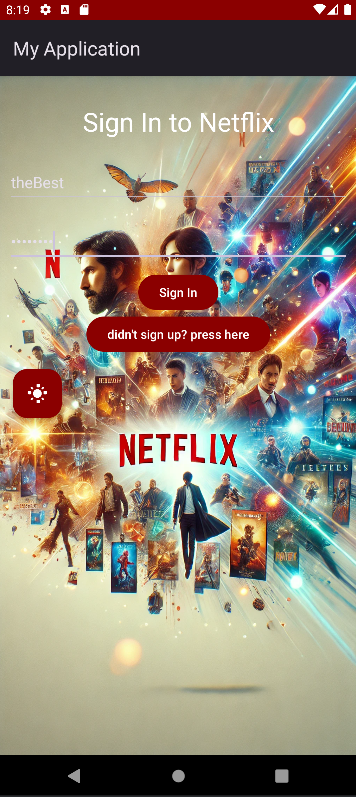 8:19
My Application
Sign In to Netflix
theBest
Sign In
didn't sign up? press here
N
NETFLIX